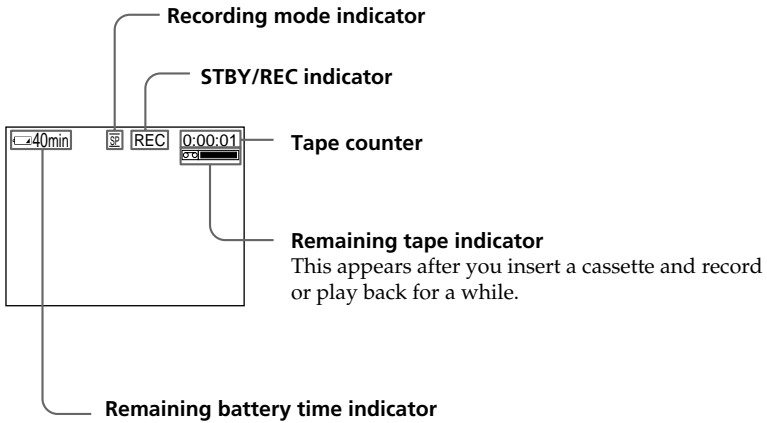 Recording mode indicator
STBY/REC indicator
40min SP REC 0:00:01
Tape counter
Remaining tape indicator
This appears after you insert a cassette and record
or play back for a while.
Remaining battery time indicator